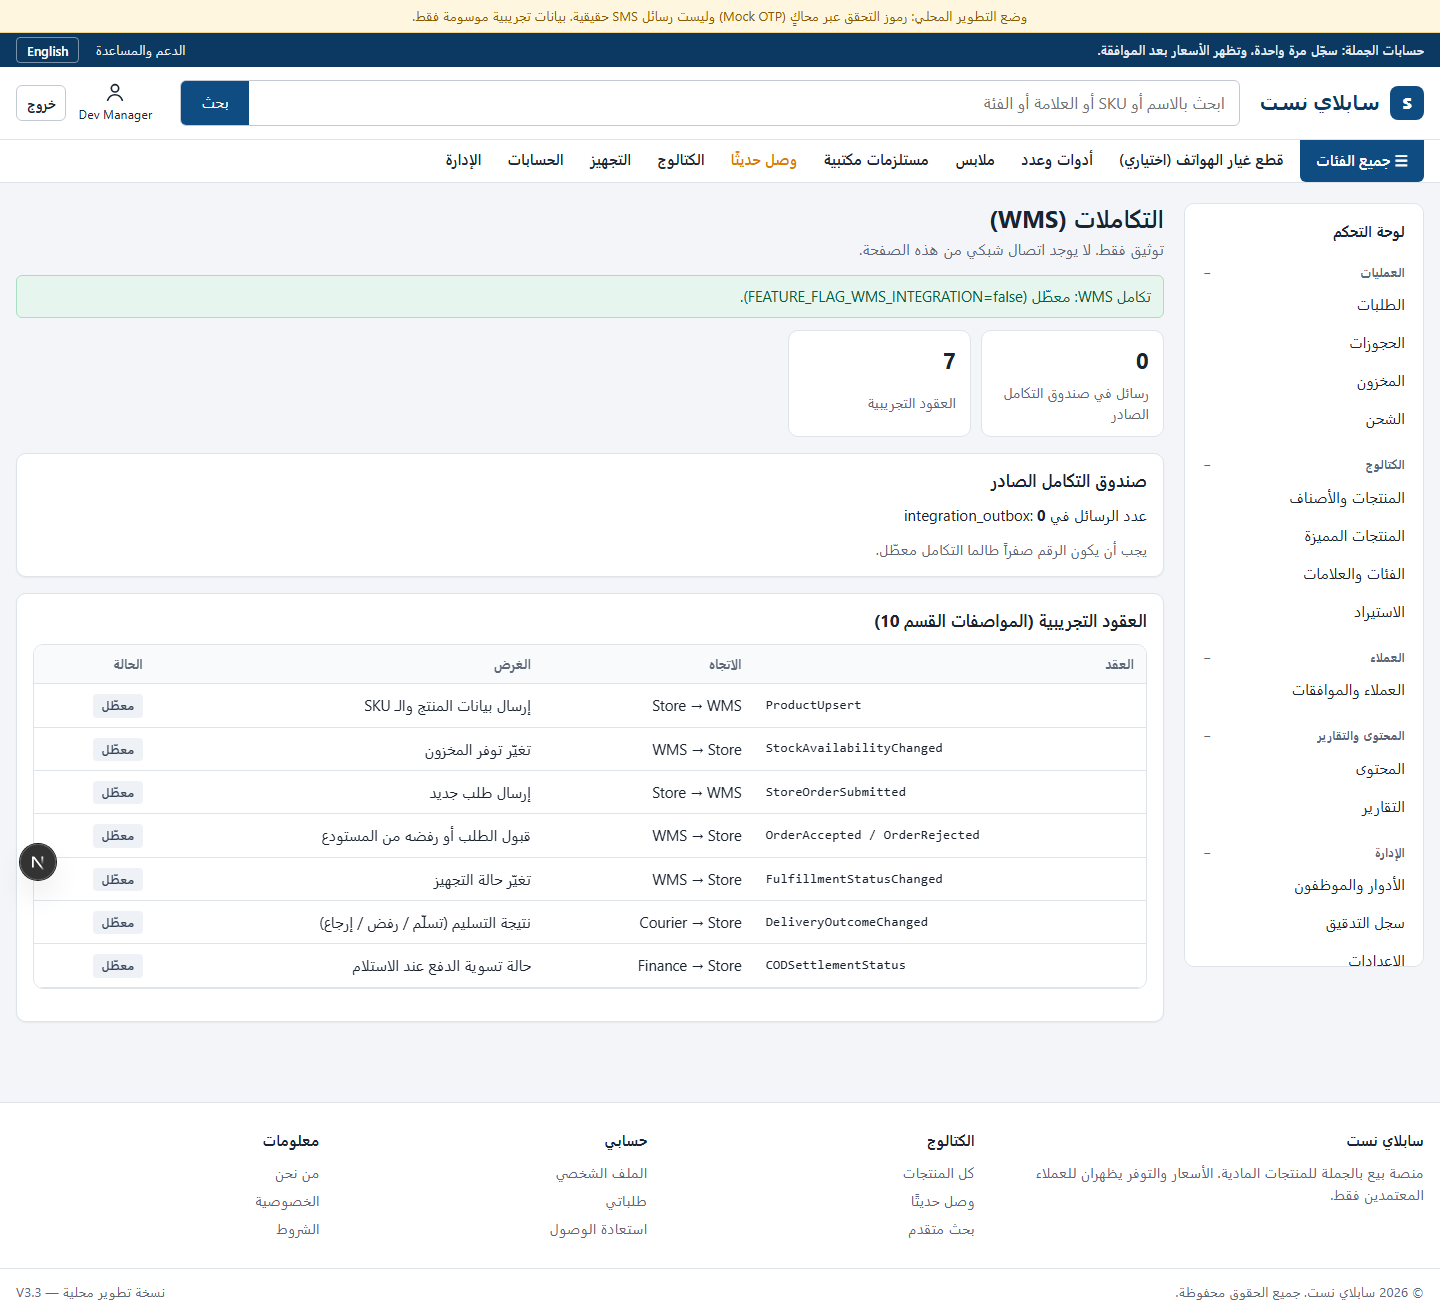 وضع التطوير المحلي: رموز التحقق عبر محاكٍ (Mock OTP) وليست رسائل SMS حقيقية. بيانات تجريبية موسومة فقط.
حسابات الجملة: سجّل مرة واحدة، وتظهر الأسعار بعد الموافقة.
الدعم والمساعدة
English
سابلاي نست
ابحث بالاسم أو SKU أو العلامة أو الفئة
بحث
Dev Manager
خروج
☰ جميع الفئات
قطع غيار الهواتف (اختياري)
أدوات وعدد
ملابس
مستلزمات مكتبية
وصل حديثًا
الكتالوج
التجهيز
الحسابات
الإدارة
لوحة التحكم
العمليات –
الطلبات
الحجوزات
المخزون
الشحن
الكتالوج –
المنتجات والأصناف
المنتجات المميزة
الفئات والعلامات
الاستيراد
العملاء –
العملاء والموافقات
المحتوى والتقارير –
المحتوى
التقارير
الإدارة –
الأدوار والموظفون
سجل التدقيق
الإعدادات
التكاملات (WMS)
توثيق فقط. لا يوجد اتصال شبكي من هذه الصفحة.
تكامل WMS: معطّل (FEATURE_FLAG_WMS_INTEGRATION=false).
0
رسائل في صندوق التكامل الصادر
7
العقود التجريبية
صندوق التكامل الصادر
عدد الرسائل في integration_outbox: 0
يجب أن يكون الرقم صفراً طالما التكامل معطّل.
العقود التجريبية (المواصفات القسم 10)
العقد الاتجاه الغرض الحالة
ProductUpsert Store → WMS إرسال بيانات المنتج والـ SKU معطّل
StockAvailabilityChanged WMS → Store تغيّر توفر المخزون معطّل
StoreOrderSubmitted Store → WMS إرسال طلب جديد معطّل
OrderAccepted / OrderRejected WMS → Store قبول الطلب أو رفضه من المستودع معطّل
FulfillmentStatusChanged WMS → Store تغيّر حالة التجهيز معطّل
DeliveryOutcomeChanged Courier → Store نتيجة التسليم (تسلّم / رفض / إرجاع) معطّل
CODSettlementStatus Finance → Store حالة تسوية الدفع عند الاستلام معطّل
سابلاي نست
منصة بيع بالجملة للمنتجات المادية. الأسعار والتوفر يظهران للعملاء
المعتمدين فقط.
الكتالوج
كل المنتجات
وصل حديثًا
بحث متقدم
حسابي
الملف الشخصي
طلباتي
استعادة الوصول
معلومات
من نحن
الخصوصية
الشروط
© 2026 سابلاي نست. جميع الحقوق محفوظة.
نسخة تطوير محلية — V3.3